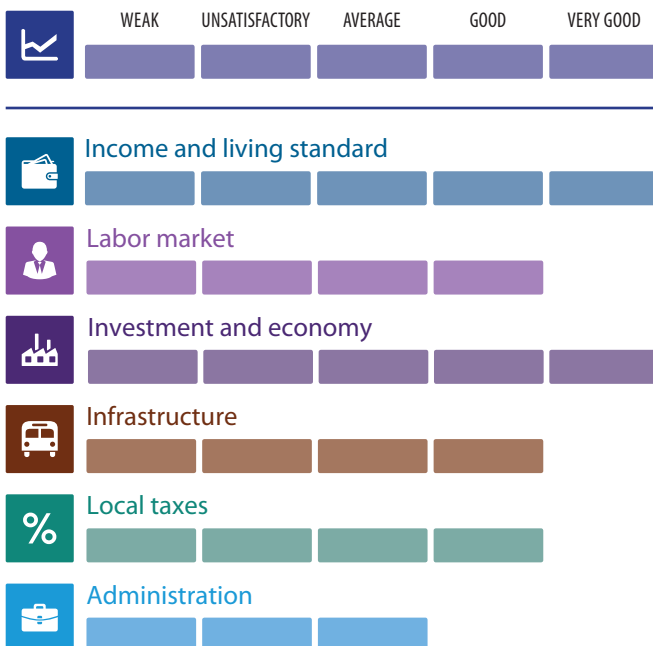 WEAK UNSATISFACTORY AVERAGE GOOD VERY GOOD
Income and living standard
Labor market
Investment and economy
Infrastructure
Local taxes
%
Administration